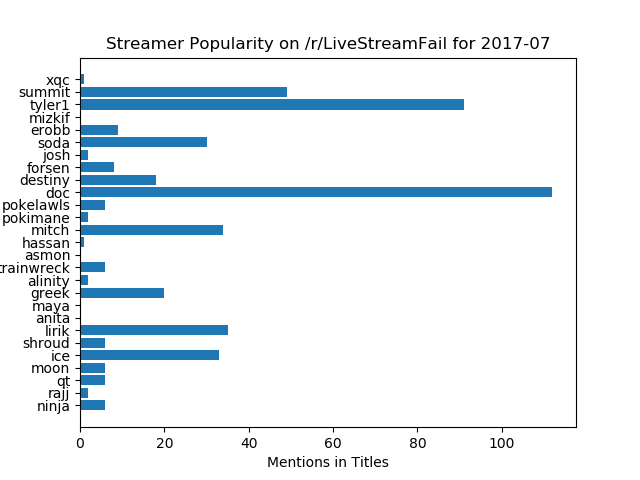 Streamer Popularity on /r/LiveStreamFail for 2017-07
xqc
summit
tyler1
mizkif
erobb
soda
josh
forsen
destiny
doc
pokelawls
pokimane
mitch
hassan
asmon
trainwreck
alinity
greek
maya
anita
lirik
shroud
ice
moon
qt
rajj
ninja
0 20 40 60 80 100
Mentions in Titles